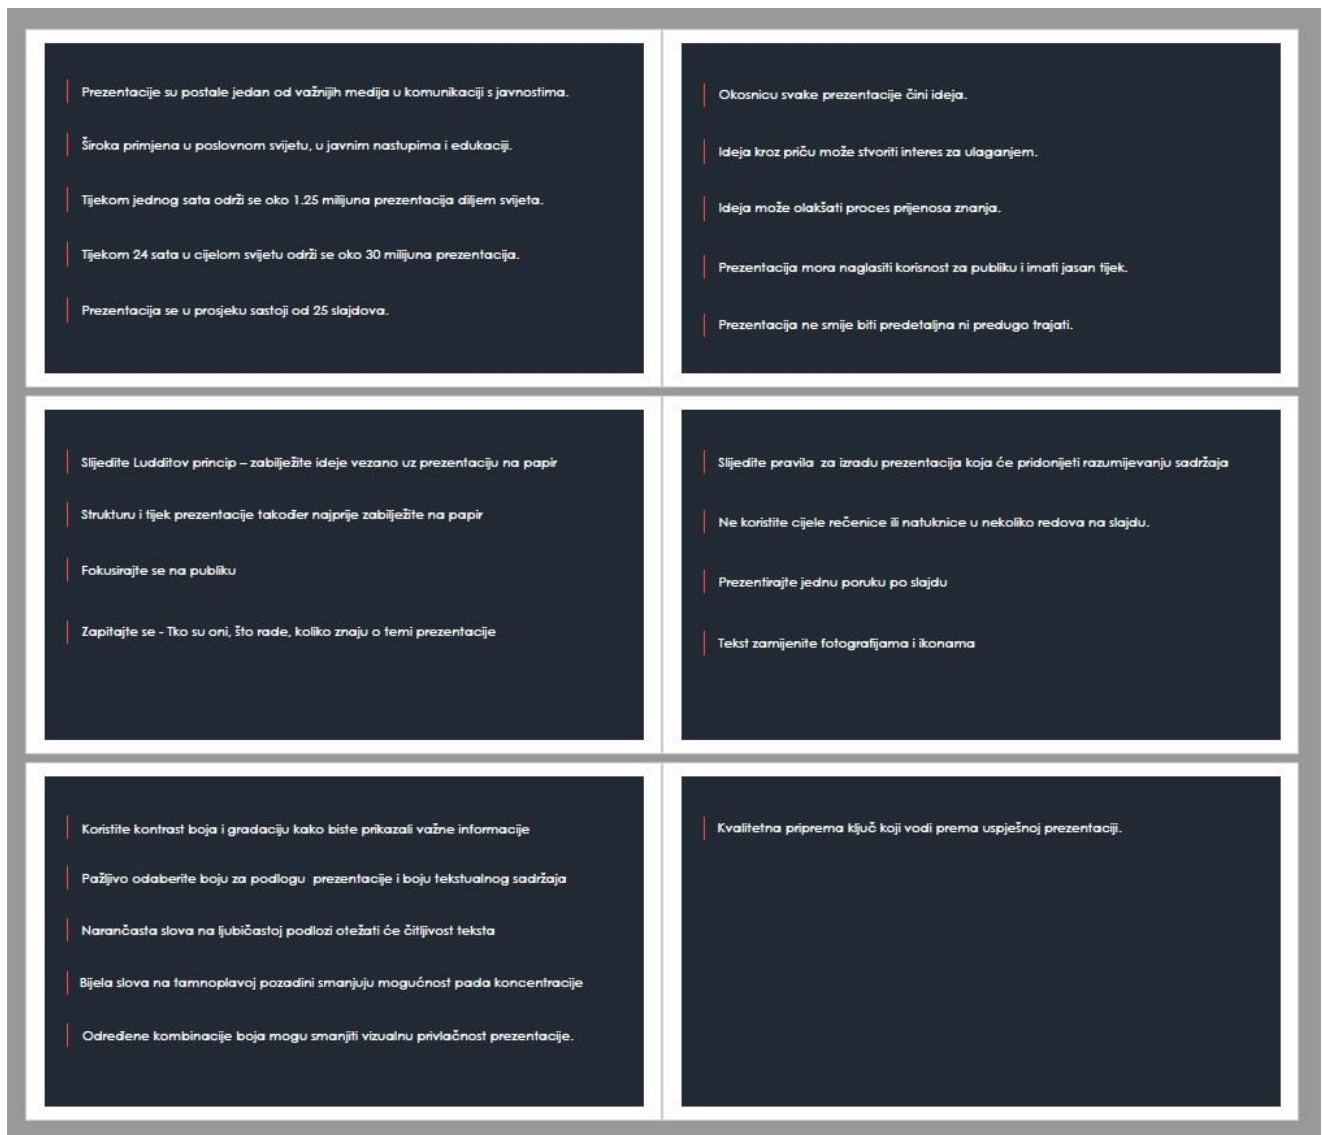 Prezentacije su postale jedan od važnijih medija u komunikaciji s javnostima.
Široka primjena u poslovnom svijetu, u javnim nastupima i edukaciji.
Tijekom jednog sata održi se oko 1.25 milijuna prezentacija diljem svijeta.
Tijekom 24 sata u cijelom svijetu održi se oko 30 milijuna prezentacija.
Prezentacija se u prosjeku sastoji od 25 slajdova.
Okosnicu svake prezentacije čini ideja.
Ideja kroz priču može stvoriti interes za ulaganjem.
Ideja može olakšati proces prijenosa znanja.
Prezentacija mora naglasiti korisnost za publiku i imati jasan tijek.
Prezentacija ne smije biti predetaljna ni predugo trajati.
Slijedite Ludditov princip – zabilježite ideje vezano uz prezentaciju na papir
Strukturu i tijek prezentacije također najprije zabilježite na papir
Fokusirajte se na publiku
Zapitajte se - Tko su oni, što rade, koliko znaju o temi prezentacije
Slijedite pravila za izradu prezentacija koja će pridonijeti razumijevanju sadržaja
Ne koristite cijele rečenice ili natuknice u nekoliko redova na slajdu.
Prezentirajte jednu poruku po slajdu
Tekst zamijenite fotografijama i ikonama
Koristite kontrast boja i gradaciju kako biste prikazali važne informacije
Pažljivo odaberite boju za podlogu prezentacije i boju tekstualnog sadržaja
Narančasta slova na ljubičastoj podlozi otežati će čitljivost teksta
Bijela slova na tamnoplavoj pozadini smanjuju mogućnost pada koncentracije
Određene kombinacije boja mogu smanjiti vizualnu privlačnost prezentacije.
Kvalitetna priprema ključ koji vodi prema uspješnoj prezentaciji.